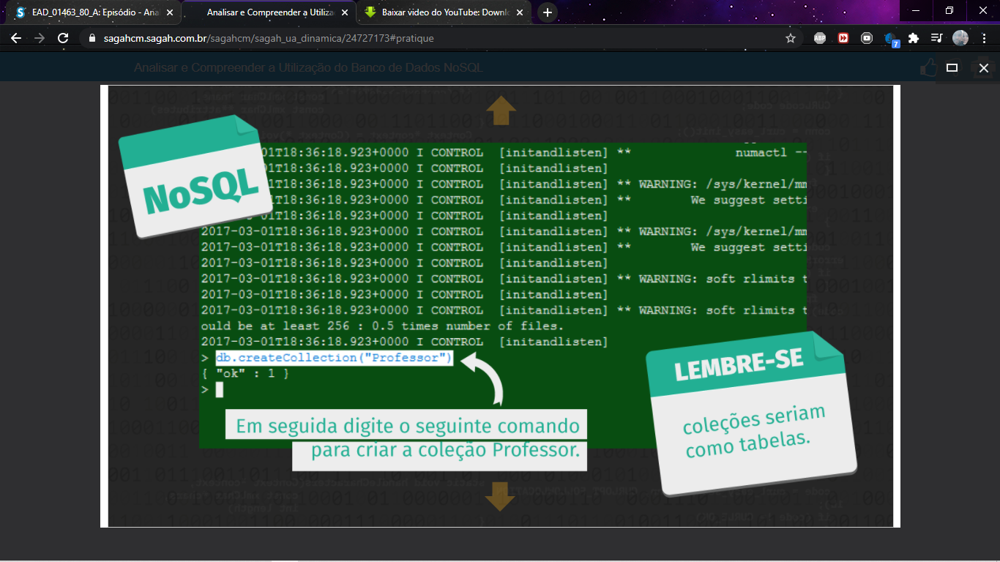 EAD_01463_80_A: Episódio - Ana
Analisar e Compreender a Utiliza
Baixar video do YouTube: Downl
sagahcm.sagah.com.br/sagahcm/sagah_ua_dinamica/24727173#pratique
ABP
7
Analisar e Compreender a Utilização do Banco de Dados NoSQL
NoSQL
01T18:36:18.923+0000 I CONTROL [initandlisten] ** numactl --
01T18:36:18.923+0000 I CONTROL [initandlisten]
01T18:36:18.923+0000 I CONTROL [initandlisten] ** WARNING: /sys/kernel/mm
01T18:36:18.923+0000 I CONTROL [initandlisten] ** We suggest setti
01T18:36:18.923+0000 I CONTROL [initandlisten]
2017-03-01T18:36:18.923+0000 I CONTROL [initandlisten] ** WARNING: /sys/kernel/mm
2017-03-01T18:36:18.923+0000 I CONTROL [initandlisten] ** We suggest setti
2017-03-01T18:36:18.923+0000 I CONTROL [initandlisten]
2017-03-01T18:36:18.923+0000 I CONTROL [initandlisten] ** WARNING: soft rlimits t
2017-03-01T18:36:18.923+0000 I CONTROL [initandlisten]
2017-03-01T18:36:18.923+0000 I CONTROL [initandlisten] ** WARNING: soft rlimits t
ould be at least 256 : 0.5 times number of files.
2017-03-01T18:36:18.923+0000 I CONTROL [initandlisten]
> db.createCollection("Professor")
{ "ok" : 1 }
>
Em seguida digite o seguinte comando
para criar a coleção Professor.
LEMBRE-SE
coleções seriam
como tabelas.